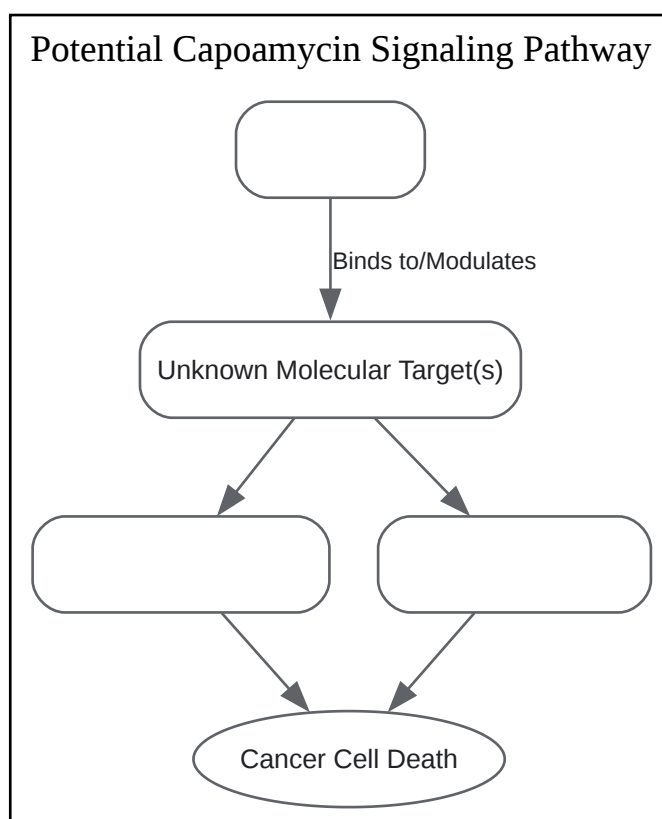 Potential Capoamycin Signaling Pathway
Binds to/Modulates
Unknown Molecular Target(s)
Cancer Cell Death